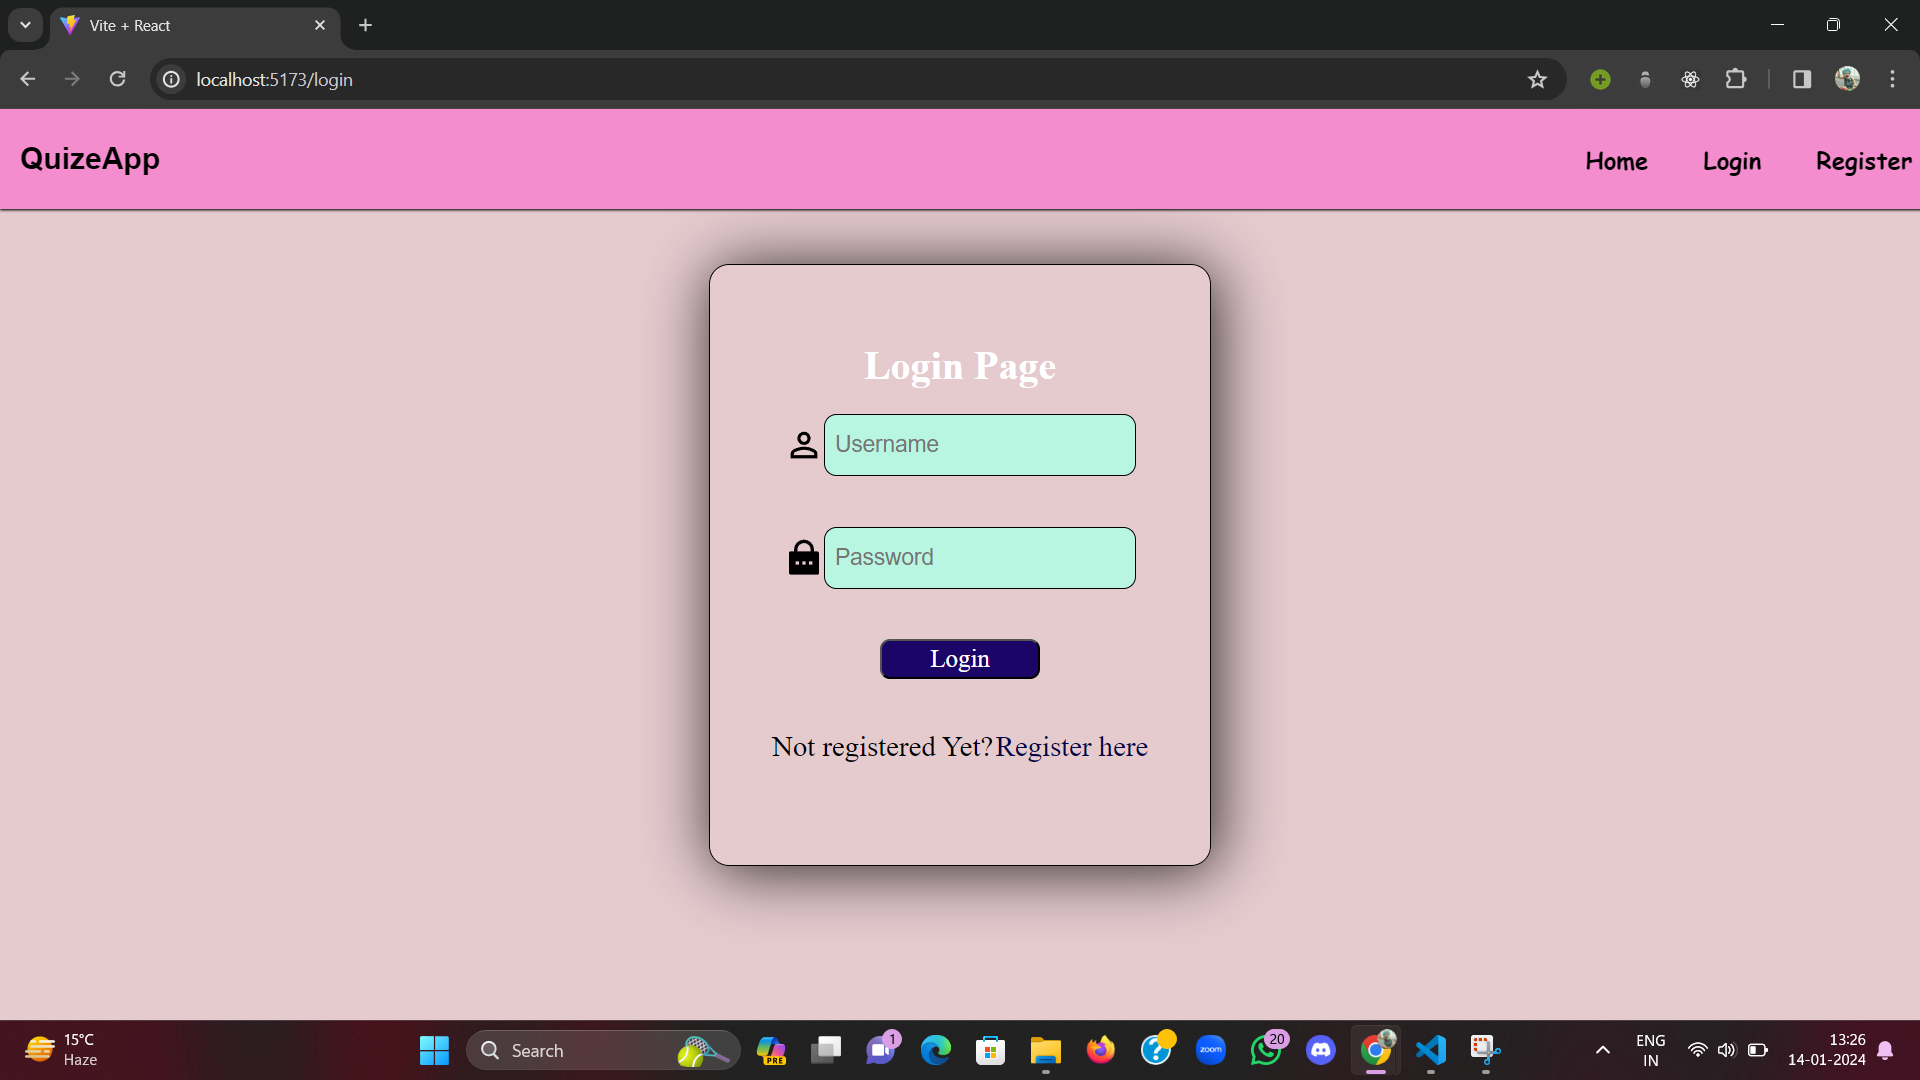 Vite + React
localhost:5173/login
QuizeApp
Home Login Register
Login Page
Username
Password
Login
Not registered Yet?Register here
15°C
Haze
Search
PRE
1
zoom
20
ENG
IN
13:26
14-01-2024